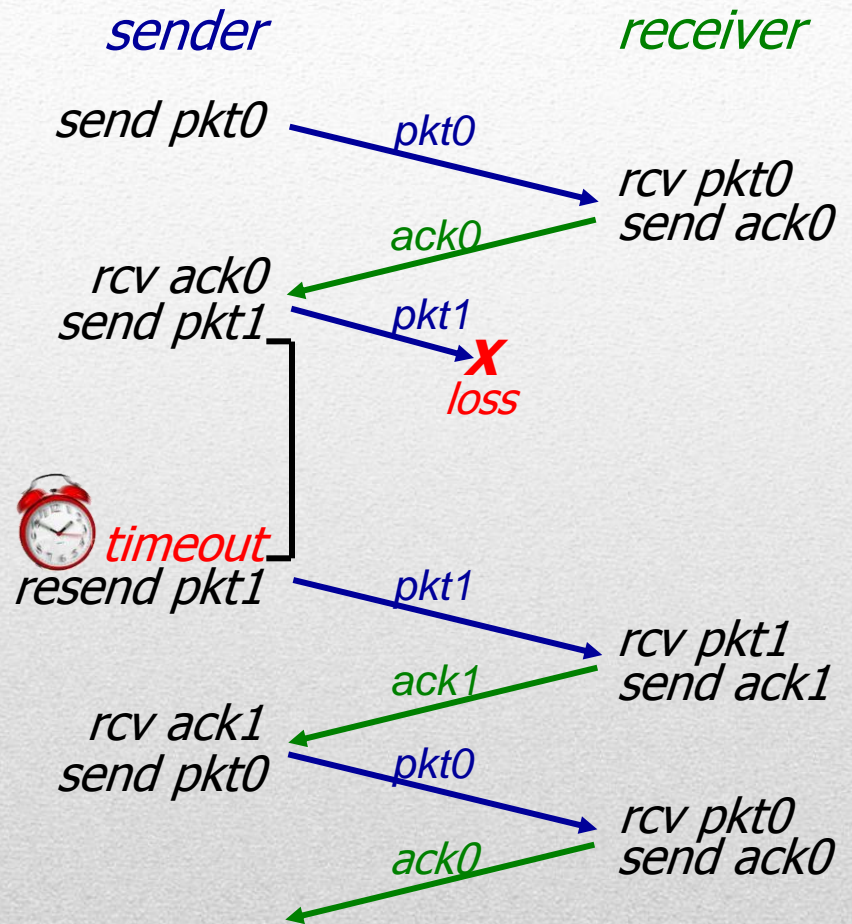 sender
receiver
send pkt0
pkt0
rcv pkt0
send ack0
ack0
rcv ack0
send pkt1
pkt1
X
loss
timeout
resend pkt1
pkt1
rcv pkt1
send ack1
ack1
rcv ack1
send pkt0
pkt0
rcv pkt0
send ack0
ack0